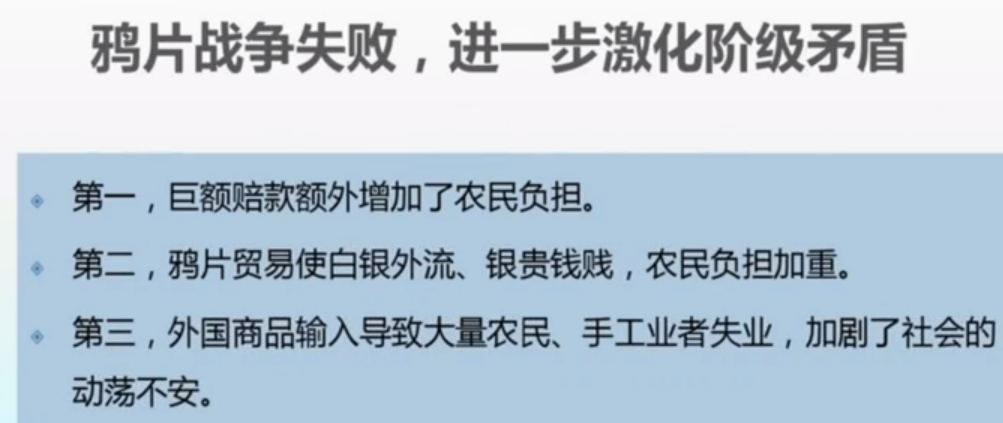 鸦片战争失败，进一步激化阶级矛盾
第一，巨额赔款额外增加了农民负担。
第二，鸦片贸易使白银外流、银贵钱贱，农民负担加重。
第三，外国商品输入导致大量农民、手工业者失业，加剧了社会的
动荡不安。